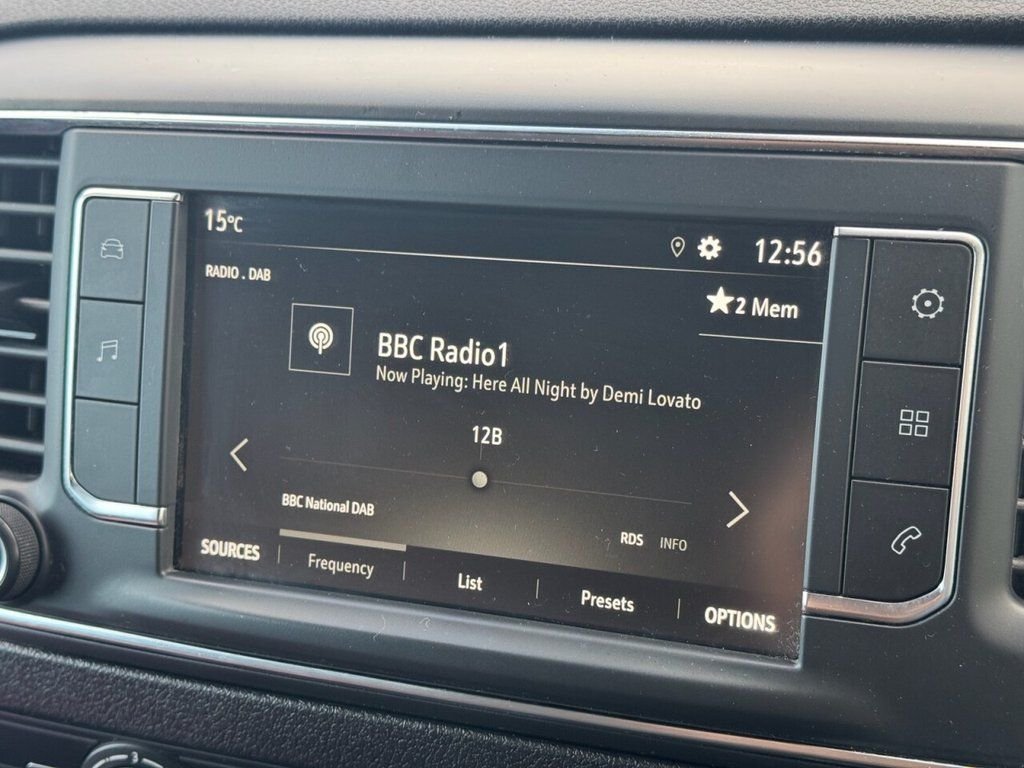 15°C
12:56
RADIO . DAB
2 Mem
BBC Radio1
Now Playing: Here All Night by Demi Lovato
12B
BBC National DAB
RDS INFO
SOURCES Frequency List Presets OPTIONS
3